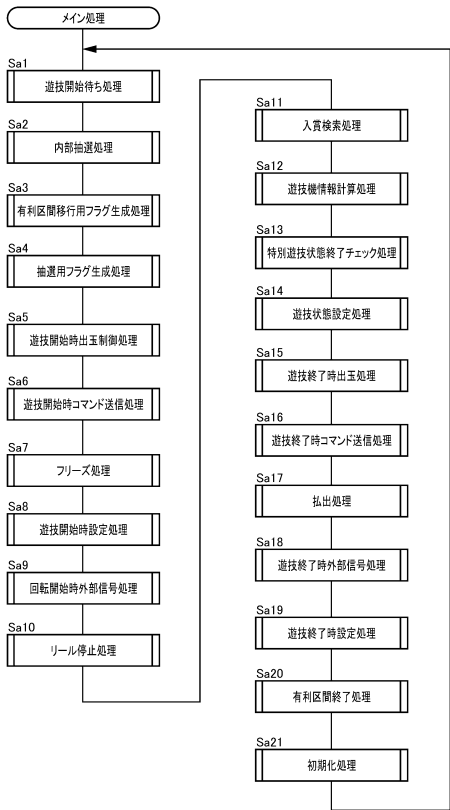 メイン処理
Sa1
遊技開始待ち処理
Sa2
内部抽選処理
Sa3
有利区間移行用フラグ生成処理
Sa4
抽選用フラグ生成処理
Sa5
遊技開始時出玉制御処理
Sa6
遊技開始時コマンド送信処理
Sa7
フリーズ処理
Sa8
遊技開始時設定処理
Sa9
回転開始時外部信号処理
Sa10
リール停止処理
Sa11
入賞検索処理
Sa12
遊技機情報計算処理
Sa13
特別遊技状態終了チェック処理
Sa14
遊技状態設定処理
Sa15
遊技終了時出玉処理
Sa16
遊技終了時コマンド送信処理
Sa17
払出処理
Sa18
遊技終了時外部信号処理
Sa19
遊技終了時設定処理
Sa20
有利区間終了処理
Sa21
初期化処理